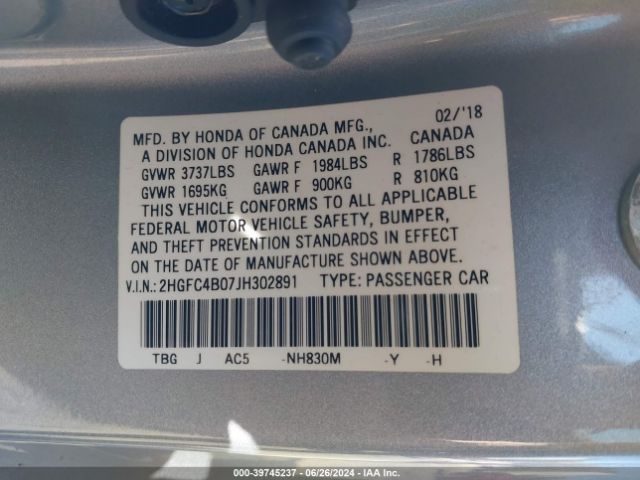 02/'18
MFD. BY HONDA OF CANADA MFG., CANADA
A DIVISION OF HONDA CANADA INC.
GVWR 3737LBS GAWR F 1984LBS R 1786LBS
GVWR 1695KG GAWR F 900KG R 810KG
THIS VEHICLE CONFORMS TO ALL APPLICABLE
FEDERAL MOTOR VEHICLE SAFETY, BUMPER,
AND THEFT PREVENTION STANDARDS IN EFFECT
ON THE DATE OF MANUFACTURE SHOWN ABOVE.
V.I.N.: 2HGFC4B07JH302891 TYPE: PASSENGER CAR
TBG J AC5 -NH830M -Y -H
000-39745237 - 06/26/2024 - IAA Inc.